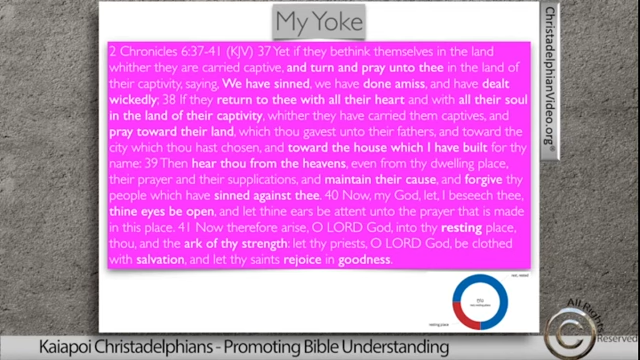 My Yoke
2 Chronicles 6:37-41 (KJV) 37 Yet if they bethink themselves in the land
whither they are carried captive, and turn and pray unto thee in the land of
their captivity, saying, We have sinned, we have done amiss, and have dealt
wickedly; 38 If they return to thee with all their heart and with all their soul
in the land of their captivity, whither they have carried them captives, and
pray toward their land, which thou gavest unto their fathers, and toward the
city which thou hast chosen, and toward the house which I have built for thy
name: 39 Then hear thou from the heavens, even from thy dwelling place,
their prayer and their supplications, and maintain their cause, and forgive thy
people which have sinned against thee. 40 Now, my God, let, I beseech thee,
thine eyes be open, and let thine ears be attent unto the prayer that is made
in this place. 41 Now therefore arise, O LORD God, into thy resting place,
thou, and the ark of thy strength: let thy priests, O LORD God, be clothed
with salvation, and let thy saints rejoice in goodness.
ChristadelphianVideo.org®
resting place
All Rights
C
Reserved
Kaiapoi Christadelphians - Promoting Bible Understanding